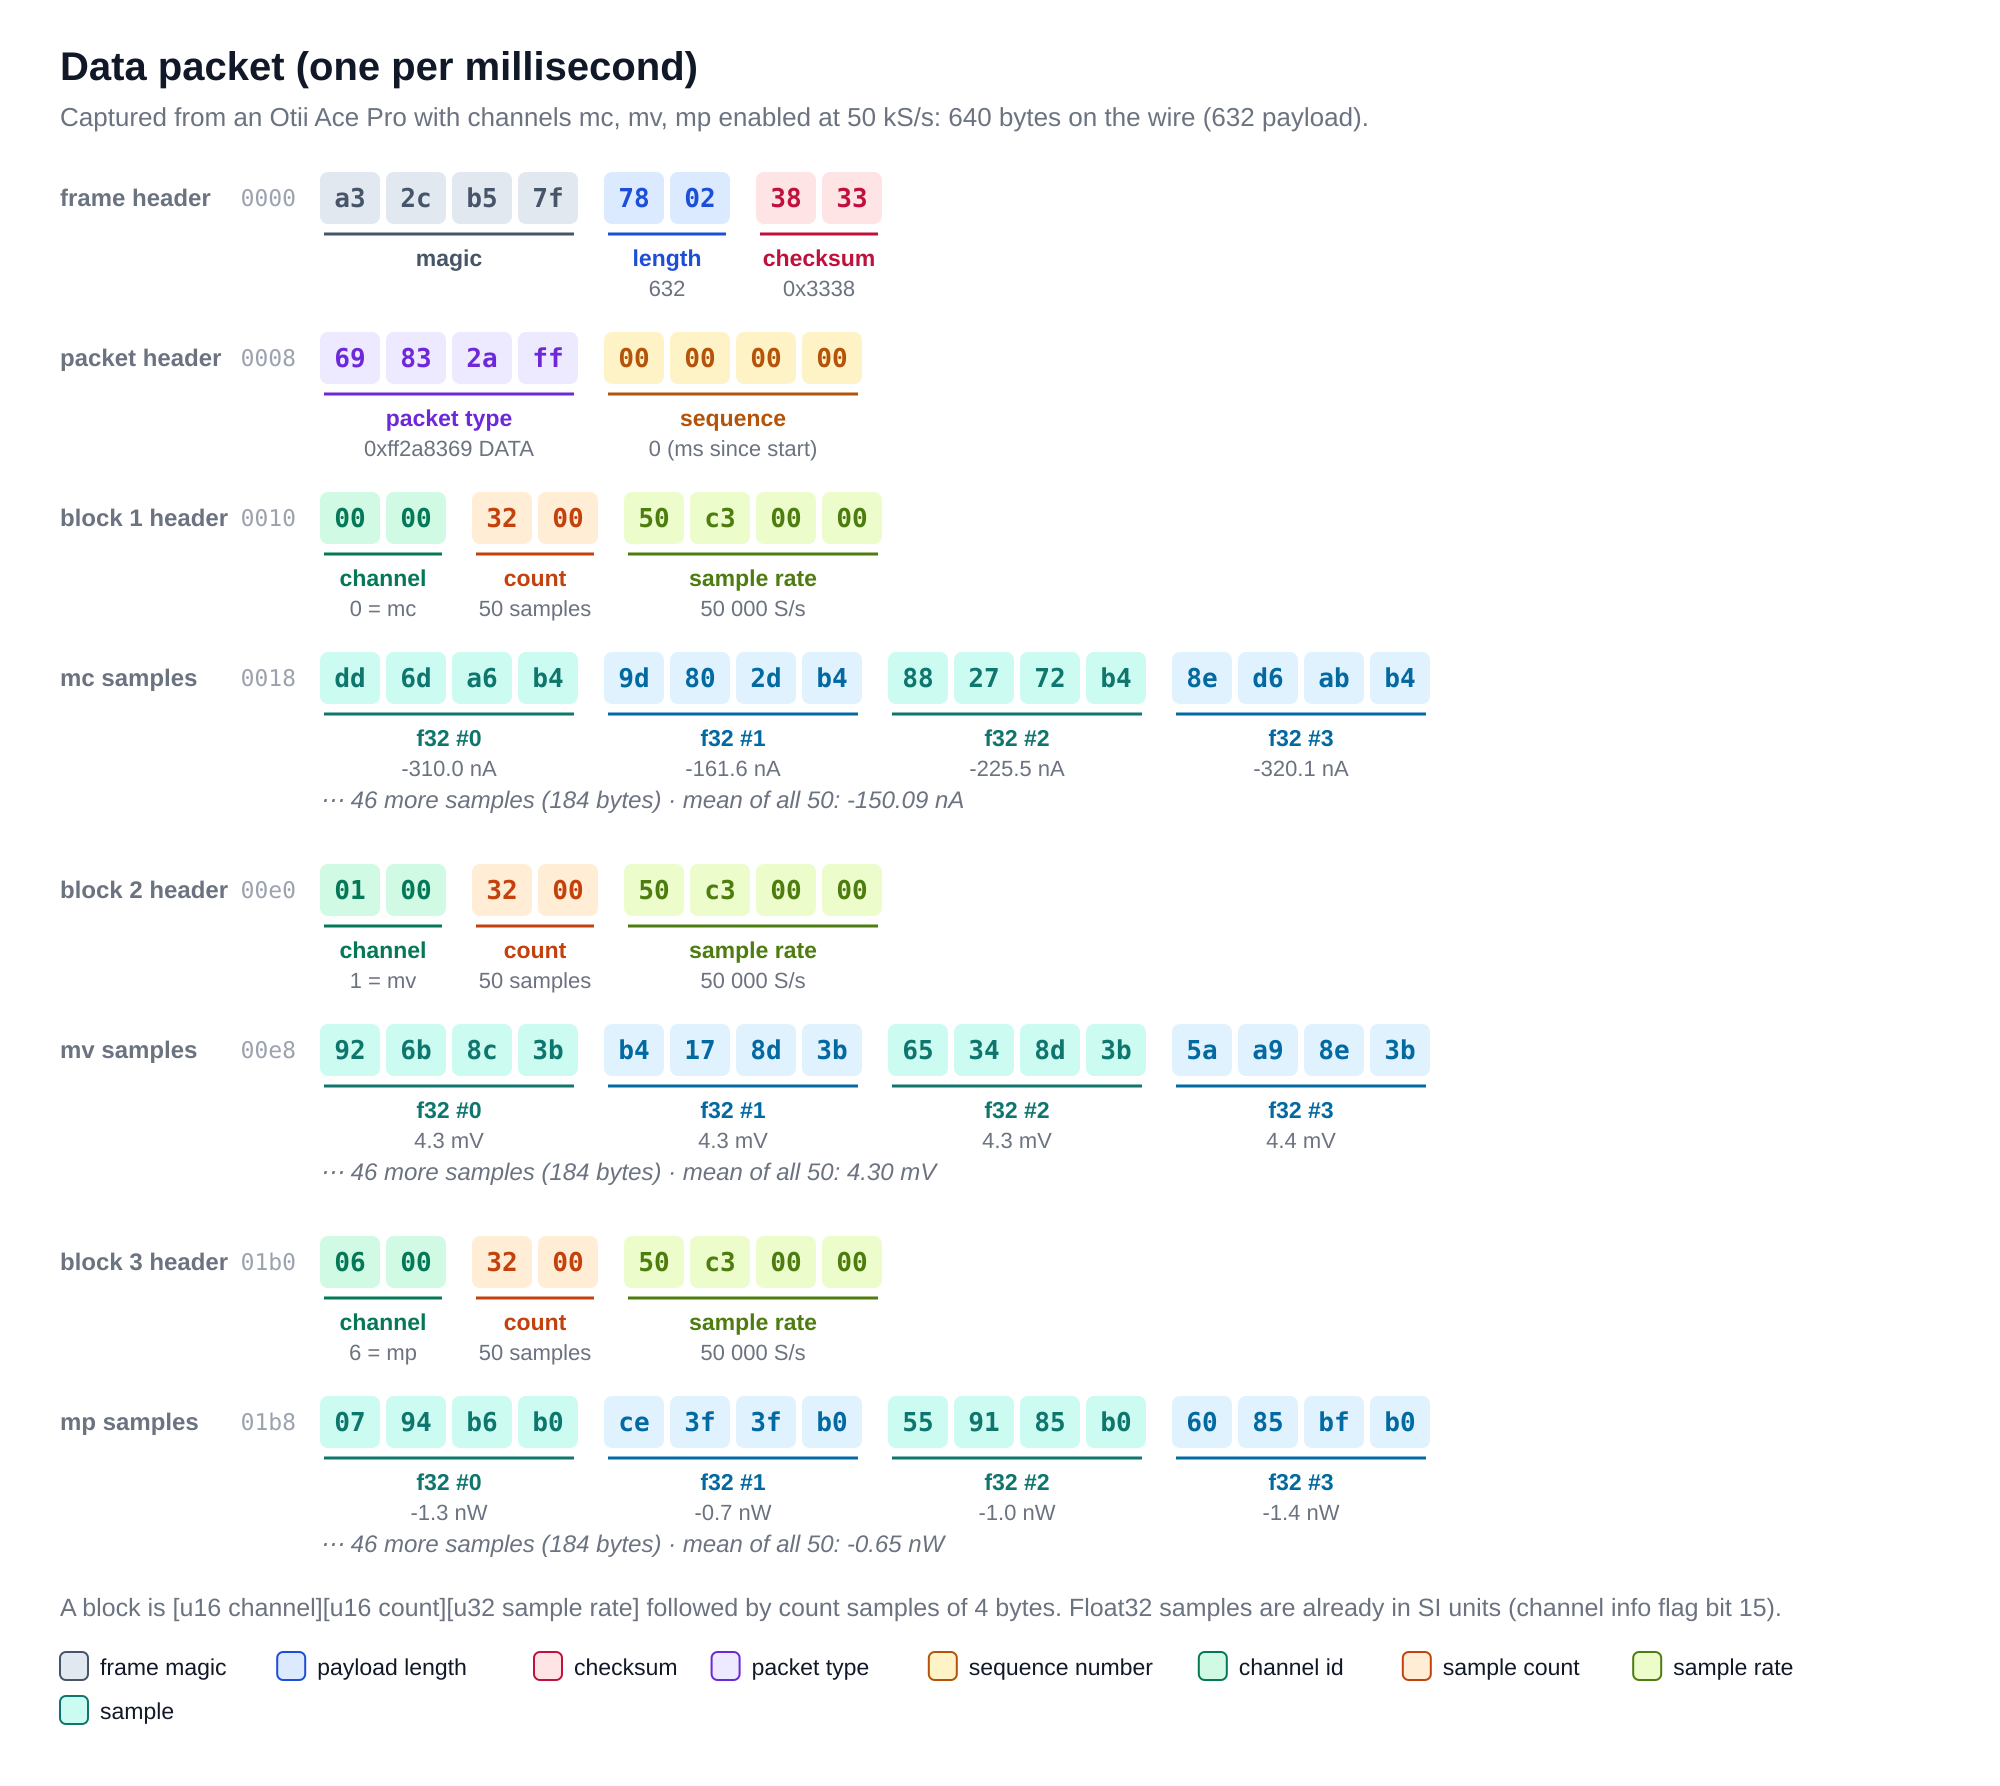 Data packet (one per millisecond)
Captured from an Otii Ace Pro with channels mc, mv, mp enabled at 50 kS/s: 640 bytes on the wire (632 payload).
frame header 0000 a3 2c b5 7f 78 02 38 33
magic length checksum
632 0x3338
packet header 0008 69 83 2a ff 00 00 00 00
packet type sequence
0xff2a8369 DATA 0 (ms since start)
block 1 header 0010 00 00 32 00 50 c3 00 00
channel count sample rate
0 = mc 50 samples 50 000 S/s
mc samples 0018 dd 6d a6 b4 9d 80 2d b4 88 27 72 b4 8e d6 ab b4
f32 #0 f32 #1 f32 #2 f32 #3
-310.0 nA -161.6 nA -225.5 nA -320.1 nA
··· 46 more samples (184 bytes) · mean of all 50: -150.09 nA
block 2 header 00e0 01 00 32 00 50 c3 00 00
channel count sample rate
1 = mv 50 samples 50 000 S/s
mv samples 00e8 92 6b 8c 3b b4 17 8d 3b 65 34 8d 3b 5a a9 8e 3b
f32 #0 f32 #1 f32 #2 f32 #3
4.3 mV 4.3 mV 4.3 mV 4.4 mV
··· 46 more samples (184 bytes) · mean of all 50: 4.30 mV
block 3 header 01b0 06 00 32 00 50 c3 00 00
channel count sample rate
6 = mp 50 samples 50 000 S/s
mp samples 01b8 07 94 b6 b0 ce 3f 3f b0 55 91 85 b0 60 85 bf b0
f32 #0 f32 #1 f32 #2 f32 #3
-1.3 nW -0.7 nW -1.0 nW -1.4 nW
··· 46 more samples (184 bytes) · mean of all 50: -0.65 nW
A block is [u16 channel][u16 count][u32 sample rate] followed by count samples of 4 bytes. Float32 samples are already in SI units (channel info flag bit 15).
frame magic payload length checksum packet type sequence number channel id sample count sample rate
sample